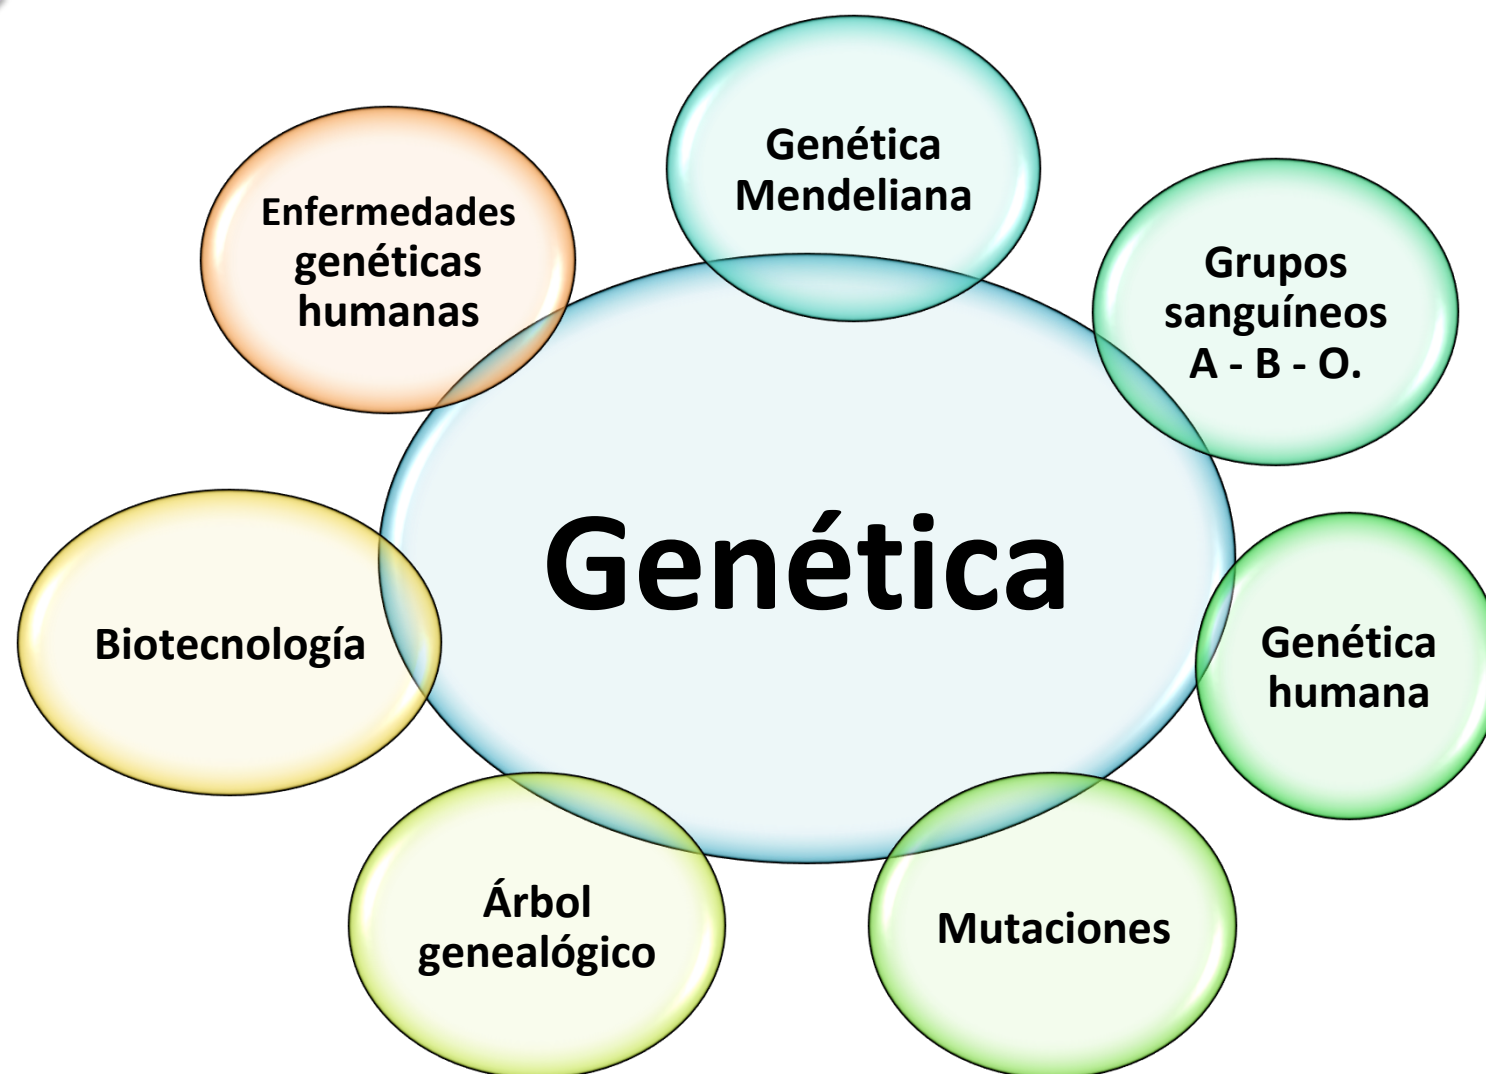 Genética
Mendeliana
Grupos
sanguíneos
A - B - O.
Genética
humana
Mutaciones
Árbol
genealógico
Biotecnología
Enfermedades
genéticas
humanas
Genética